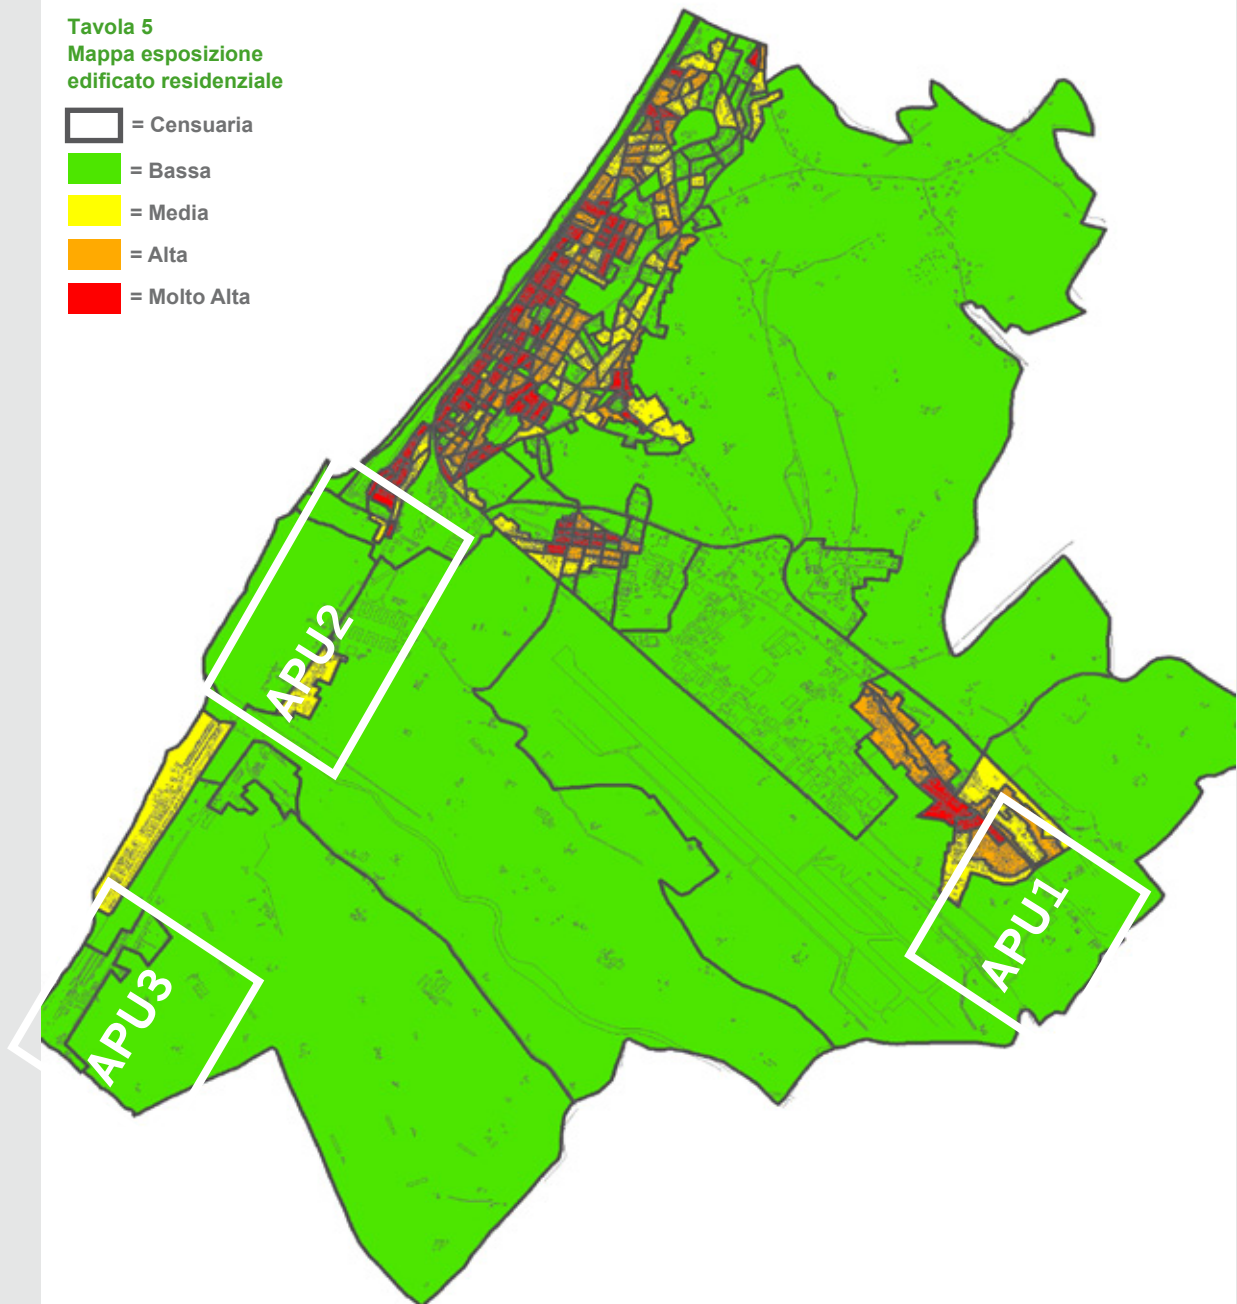 Tavola 5
Mappa esposizione
edificato residenziale
= Censuaria
= Bassa
= Media
= Alta
= Molto Alta
APU2
APU1
APU3